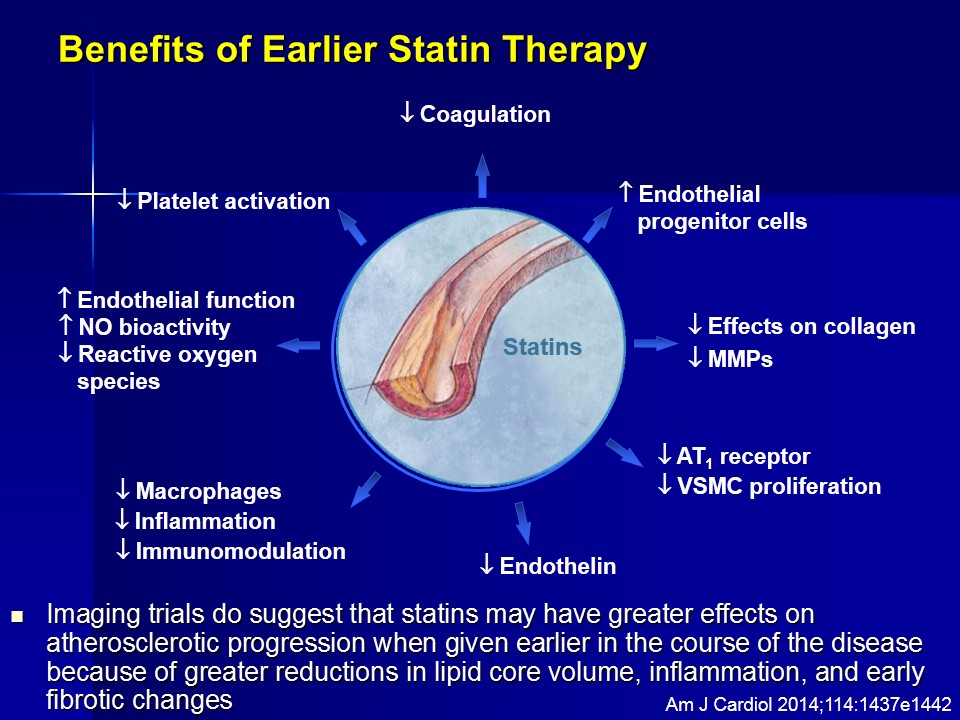 Benefits of Earlier Statin Therapy
↓ Coagulation
↓ Platelet activation
↑ Endothelial
progenitor cells
↑ Endothelial function
↑ NO bioactivity
↓ Reactive oxygen
species
Statins
↓ Effects on collagen
↓ MMPs
↓ AT₁ receptor
↓ VSMC proliferation
↓ Macrophages
↓ Inflammation
↓ Immunomodulation
↓ Endothelin
Imaging trials do suggest that statins may have greater effects on
atherosclerotic progression when given earlier in the course of the disease
because of greater reductions in lipid core volume, inflammation, and early
fibrotic changes
Am J Cardiol 2014;114:1437e1442